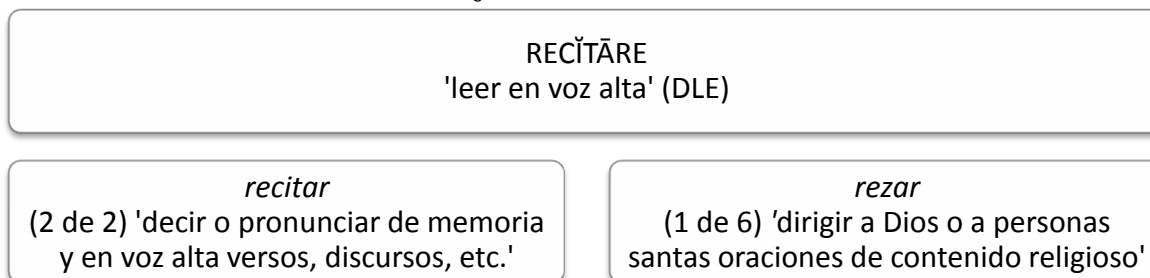 RECĬTĀRE
'leer en voz alta' (DLE)
recitar
(2 de 2) 'decir o pronunciar de memoria
y en voz alta versos, discursos, etc.'
rezar
(1 de 6) 'dirigir a Dios o a personas
santas oraciones de contenido religioso'